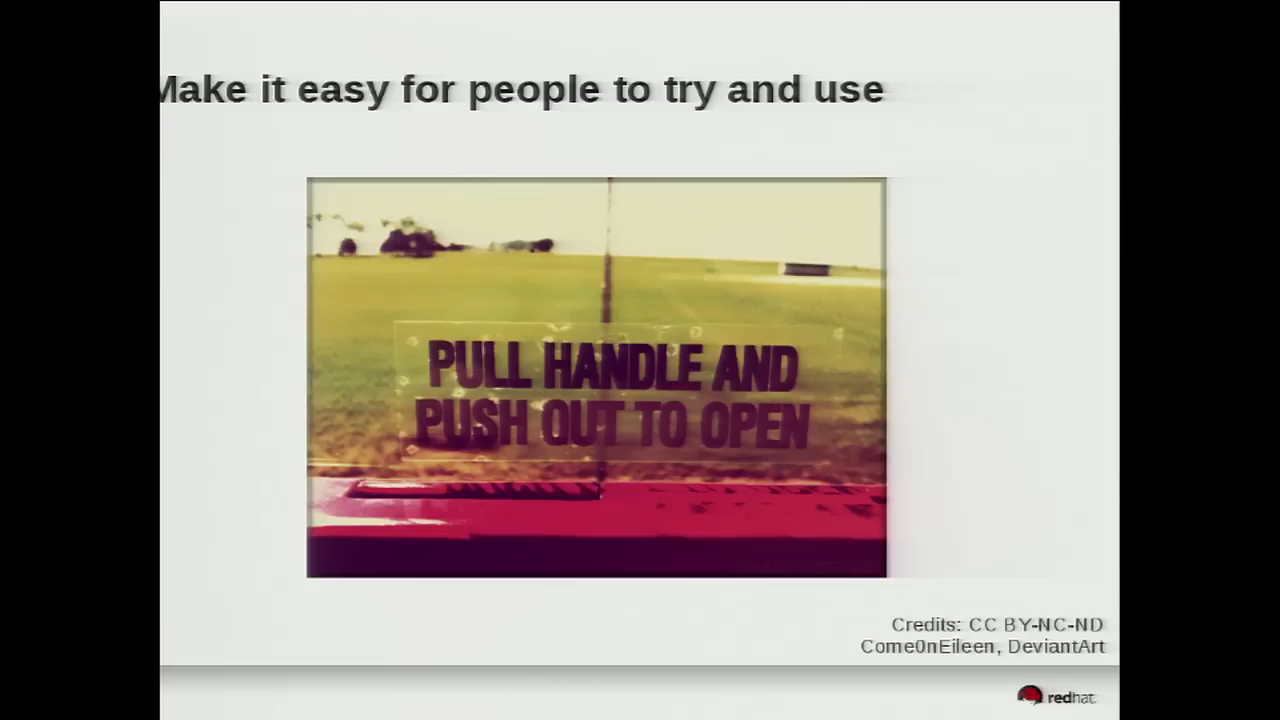 Make it easy for people to try and use
PULL HANDLE AND
PUSH OUT TO OPEN
Credits: CC BY-NC-ND
Come0nEileen, DeviantArt
redhat